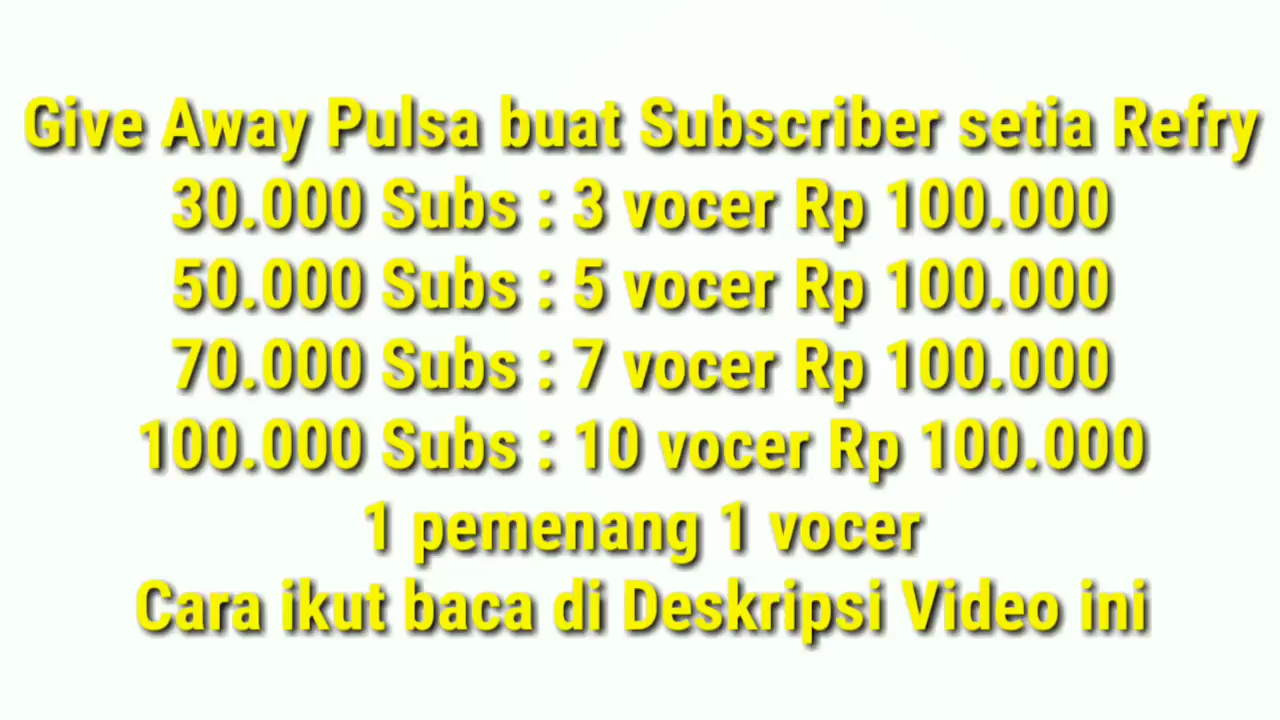 Give Away Pulsa buat Subscriber setia Refry
30.000 Subs : 3 vocer Rp 100.000
50.000 Subs : 5 vocer Rp 100.000
70.000 Subs : 7 vocer Rp 100.000
100.000 Subs : 10 vocer Rp 100.000
1 pemenang 1 vocer
Cara ikut baca di Deskripsi Video ini